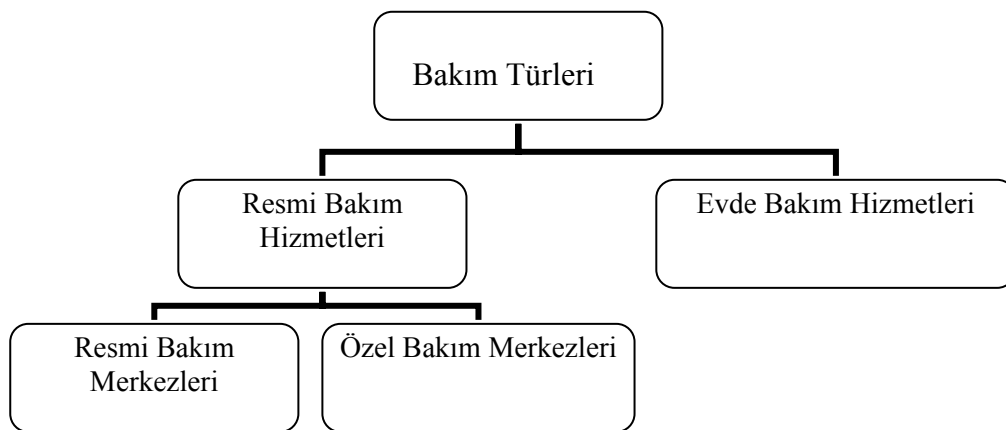 Bakım Türleri
Resmi Bakım
Hizmetleri
Evde Bakım Hizmetleri
Resmi Bakım
Merkezleri
Özel Bakım Merkezleri